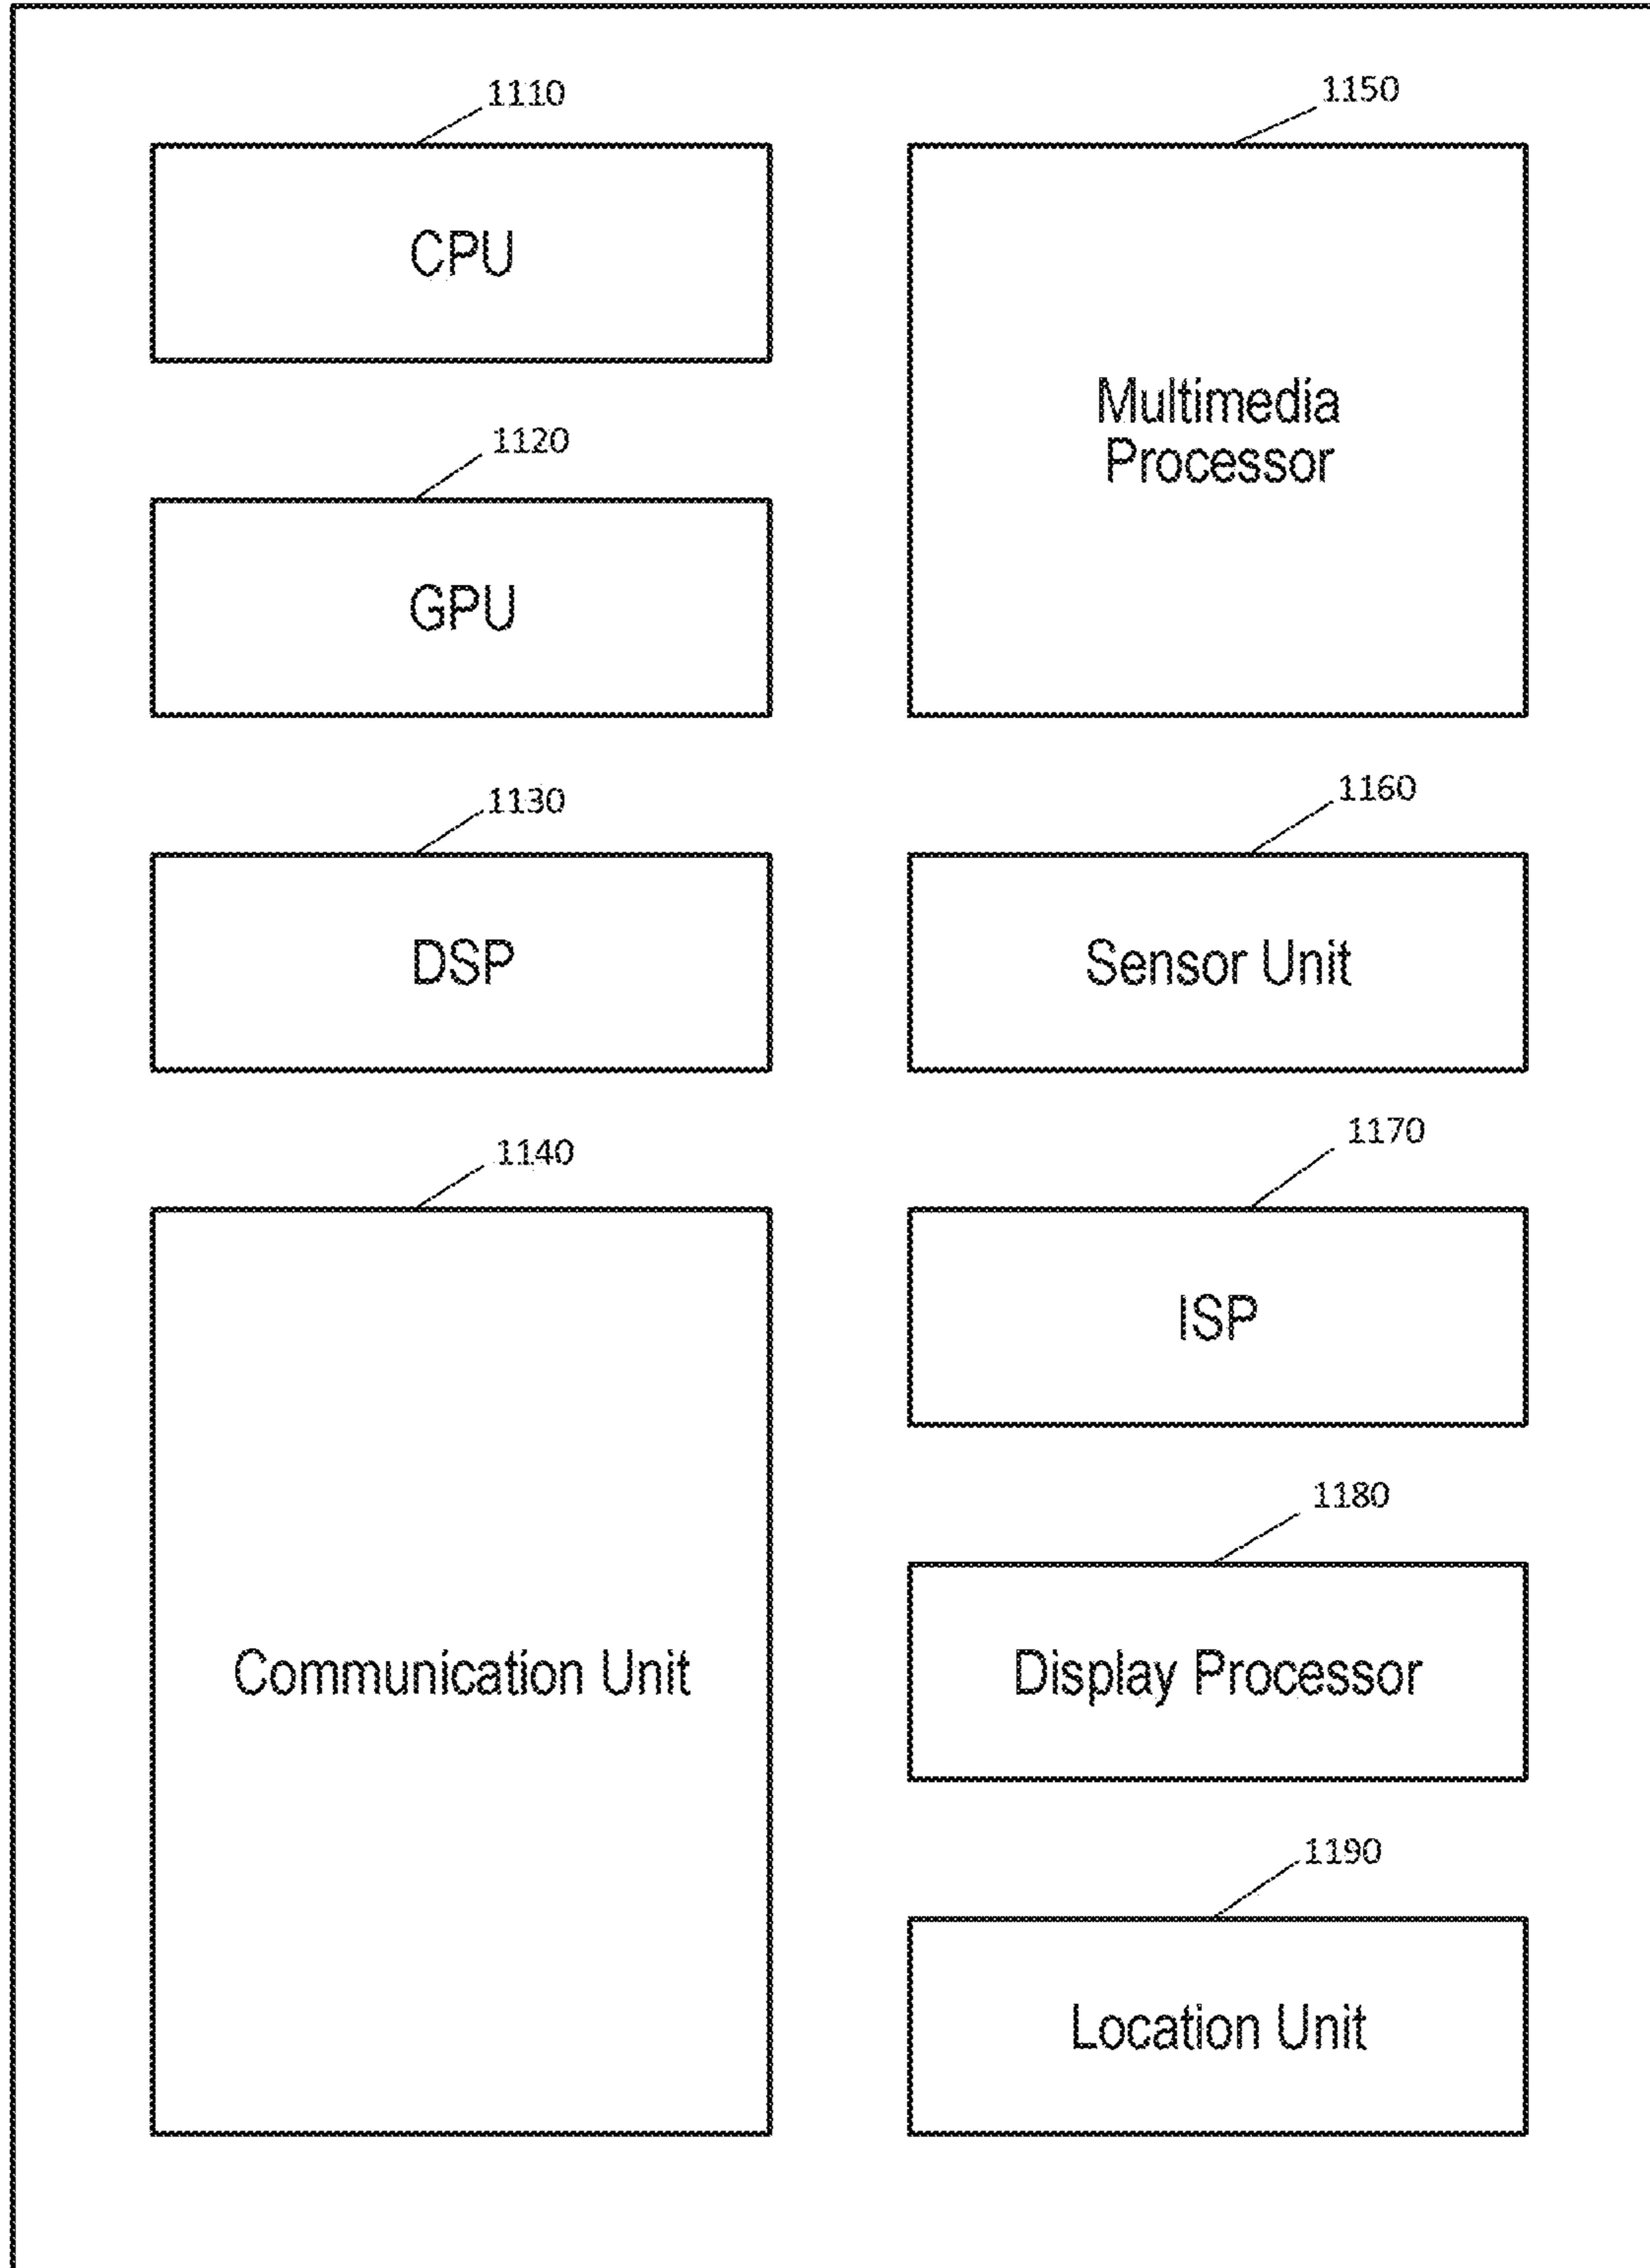 1110
CPU
1120
GPU
1130
DSP
1140
Communication Unit
1150
Multimedia
Processor
1160
Sensor Unit
1170
ISP
1180
Display Processor
1190
Location Unit